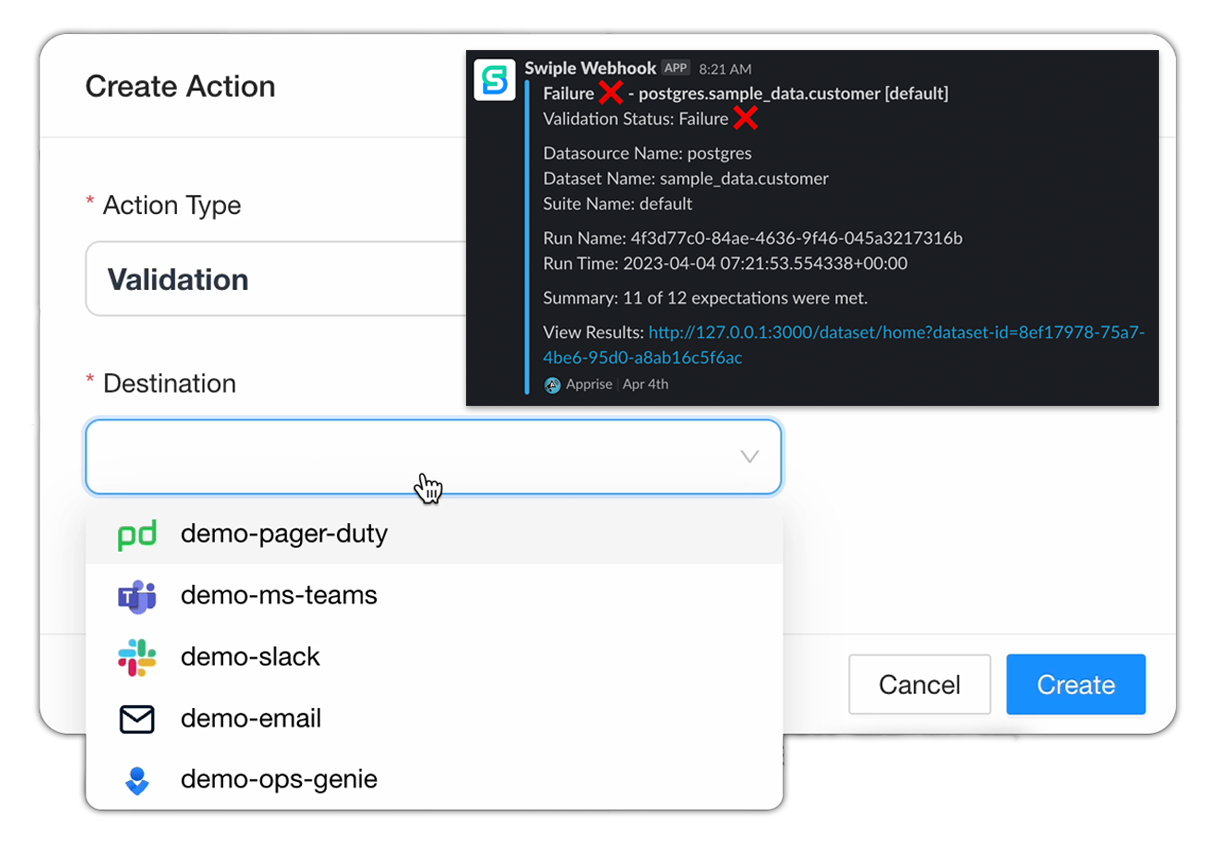 Create Action
* Action Type
Validation
* Destination
Swiple Webhook APP 8:21 AM
Failure ❌ - postgres.sample_data.customer [default]
Validation Status: Failure ❌
Datasource Name: postgres
Dataset Name: sample_data.customer
Suite Name: default
Run Name: 4f3d77c0-84ae-4636-9f46-045a3217316b
Run Time: 2023-04-04 07:21:53.554338+00:00
Summary: 11 of 12 expectations were met.
View Results: http://127.0.0.1:3000/dataset/home?dataset-id=8ef17978-75a7-
4be6-95d0-a8ab16c5f6ac
Apprise | Apr 4th
pd demo-pager-duty
demo-ms-teams
demo-slack
demo-email
demo-ops-genie
Cancel
Create